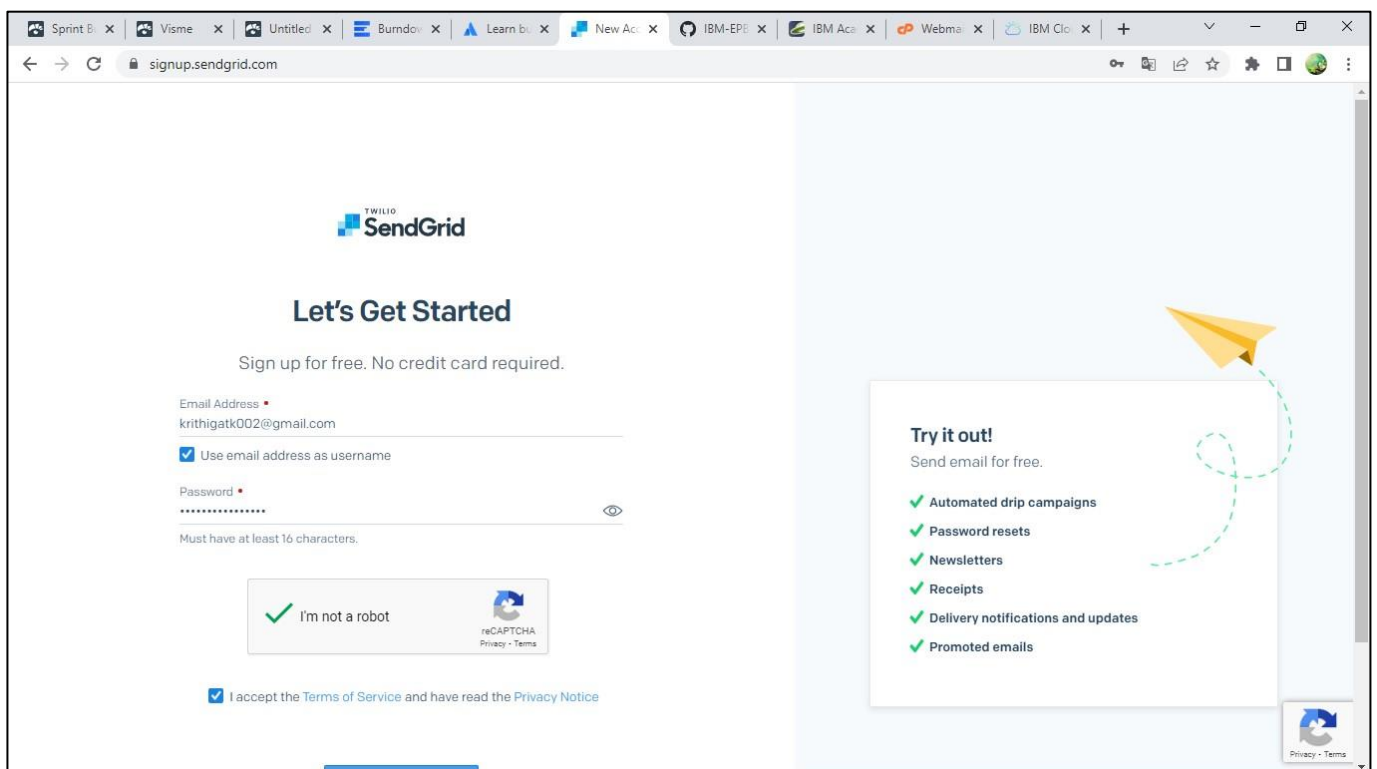 Sprint B
Visme
Untitled
Burndow
Learn bu
New Acc
IBM-EPB
IBM Aca
Webmai
IBM Clo
signup.sendgrid.com
TWILIO
SendGrid
Let's Get Started
Sign up for free. No credit card required.
Email Address •
krithigatk002@gmail.com
Use email address as username
Password •
••••••••••••••••
Must have at least 16 characters.
I'm not a robot
reCAPTCHA
Privacy - Terms
I accept the Terms of Service and have read the Privacy Notice
Try it out!
Send email for free.
Automated drip campaigns
Password resets
Newsletters
Receipts
Delivery notifications and updates
Promoted emails
Privacy - Terms